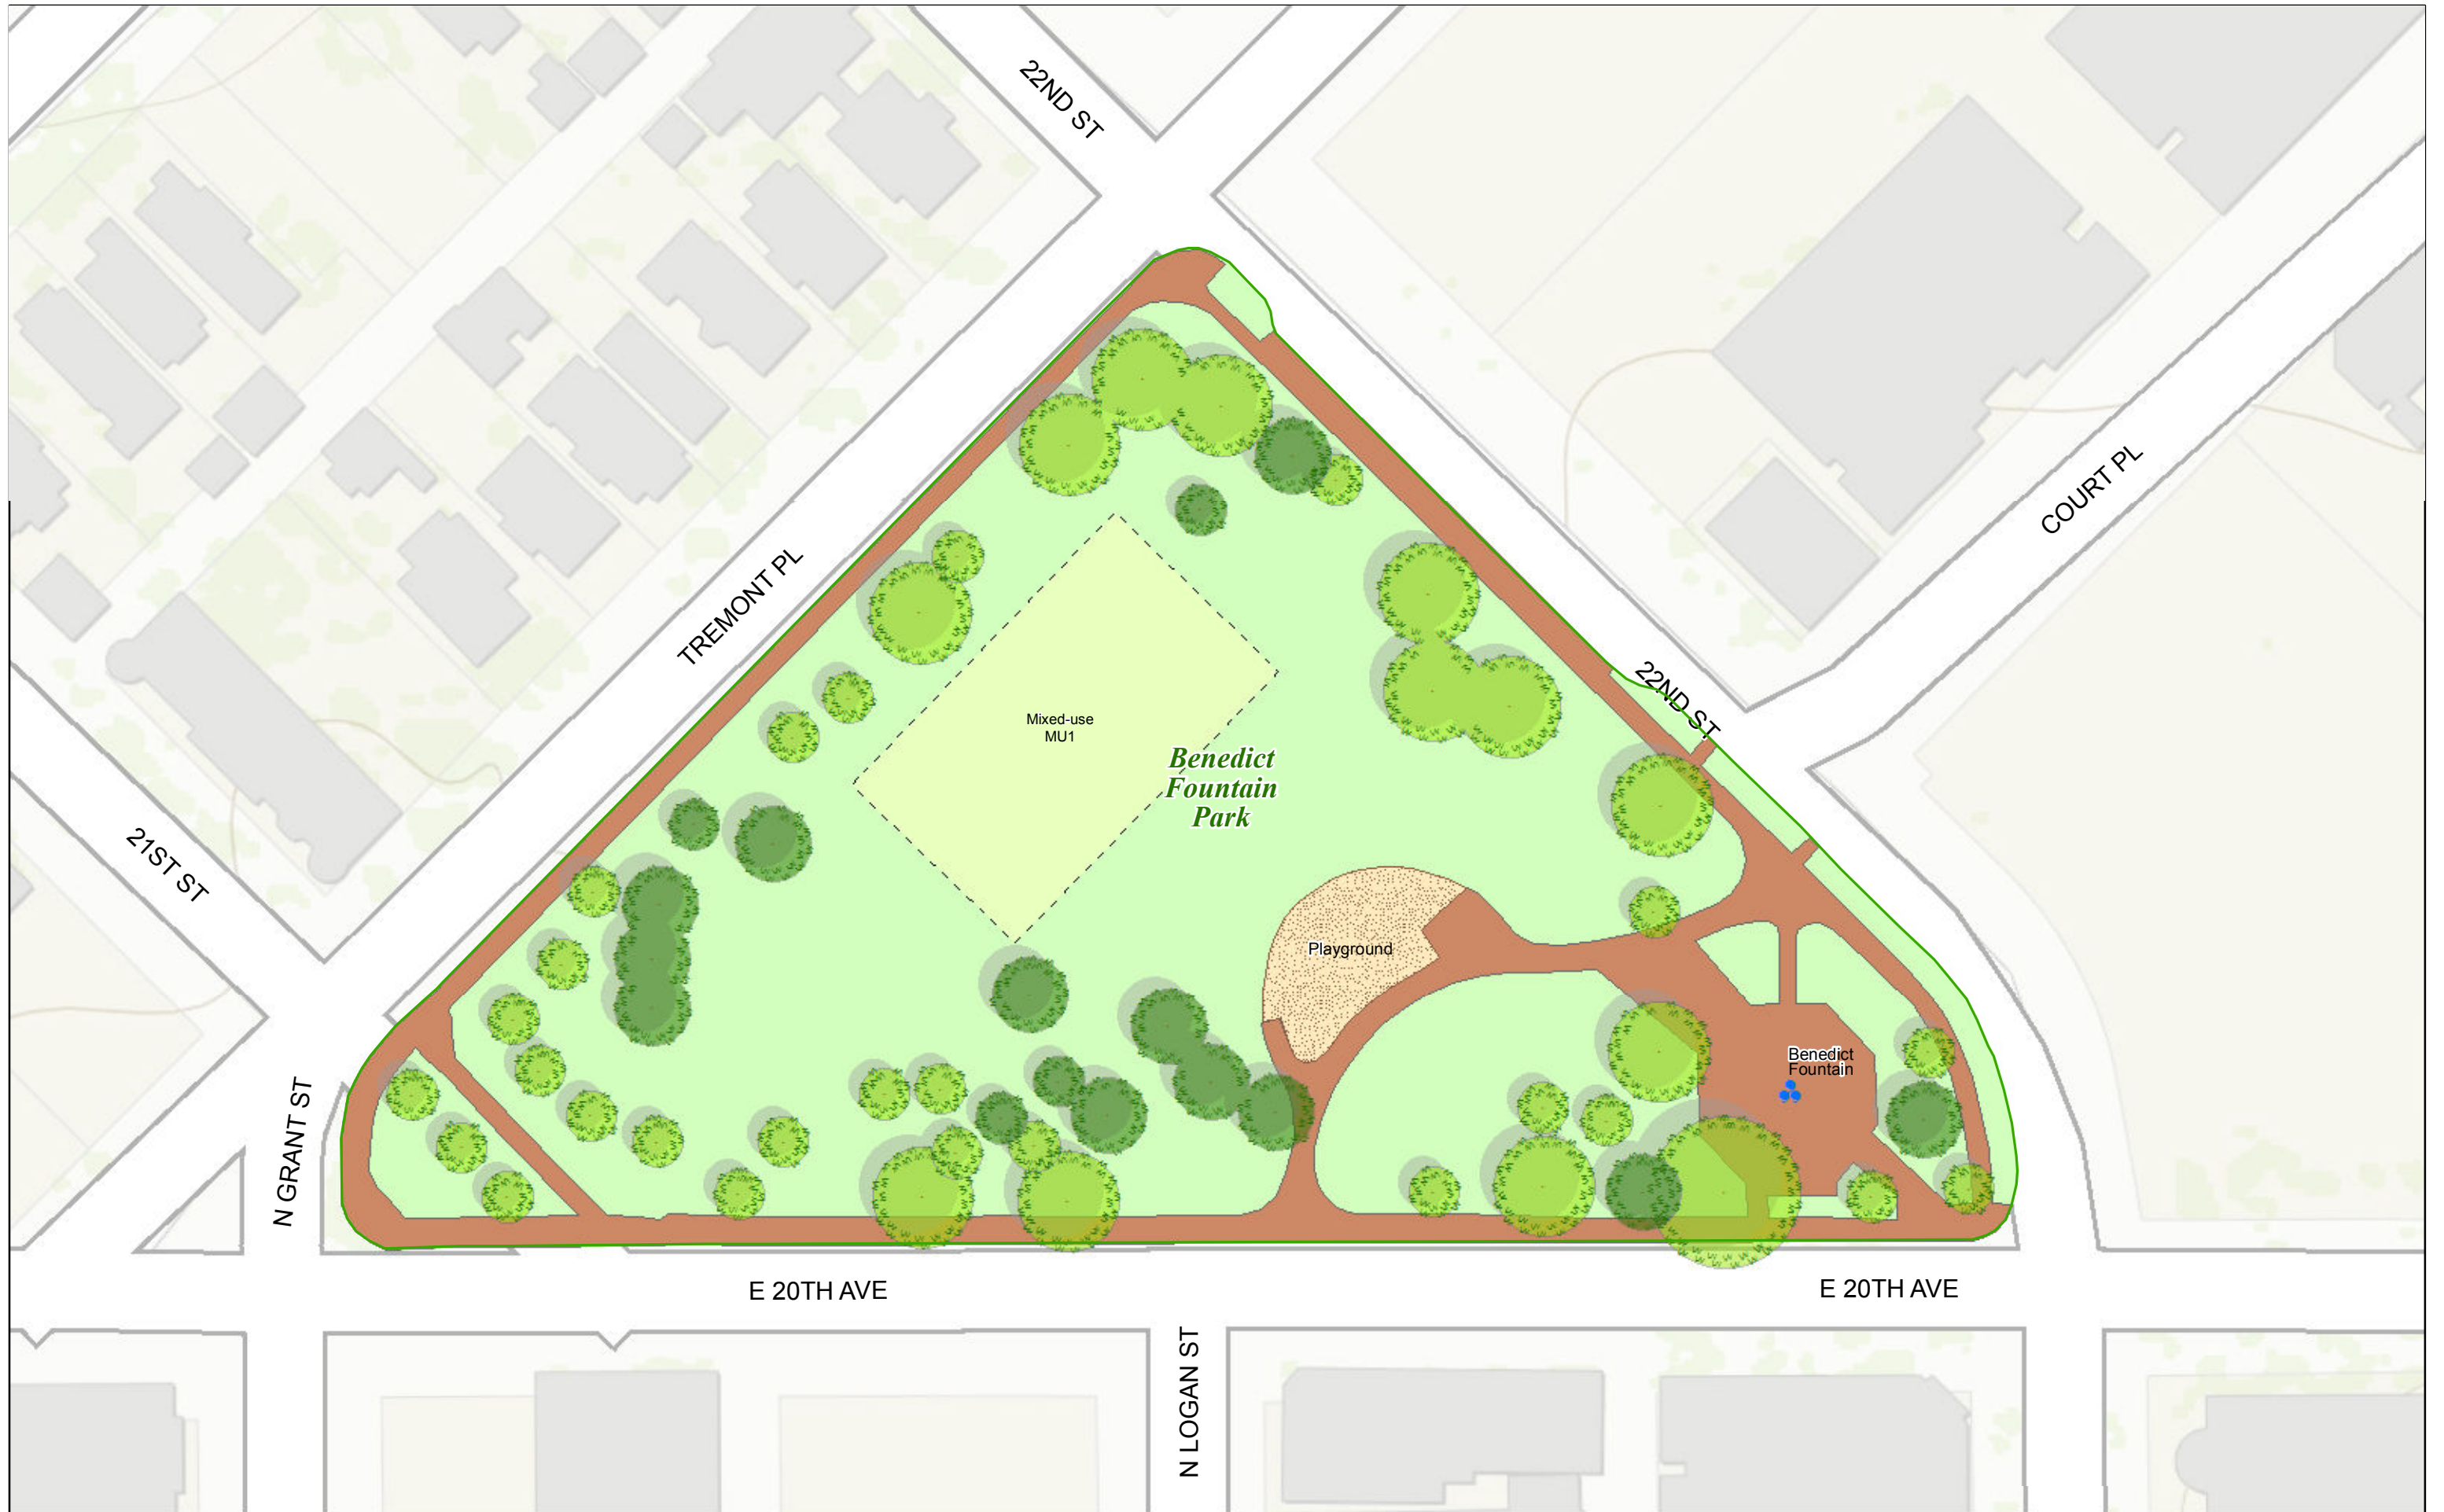 22ND ST
COURT PL
TREMONT PL
22ND ST
Mixed-use
MU1
Benedict
Fountain
Park
21ST ST
Playground
Benedict
Fountain
N GRANT ST
E 20TH AVE
E 20TH AVE
N LOGAN ST